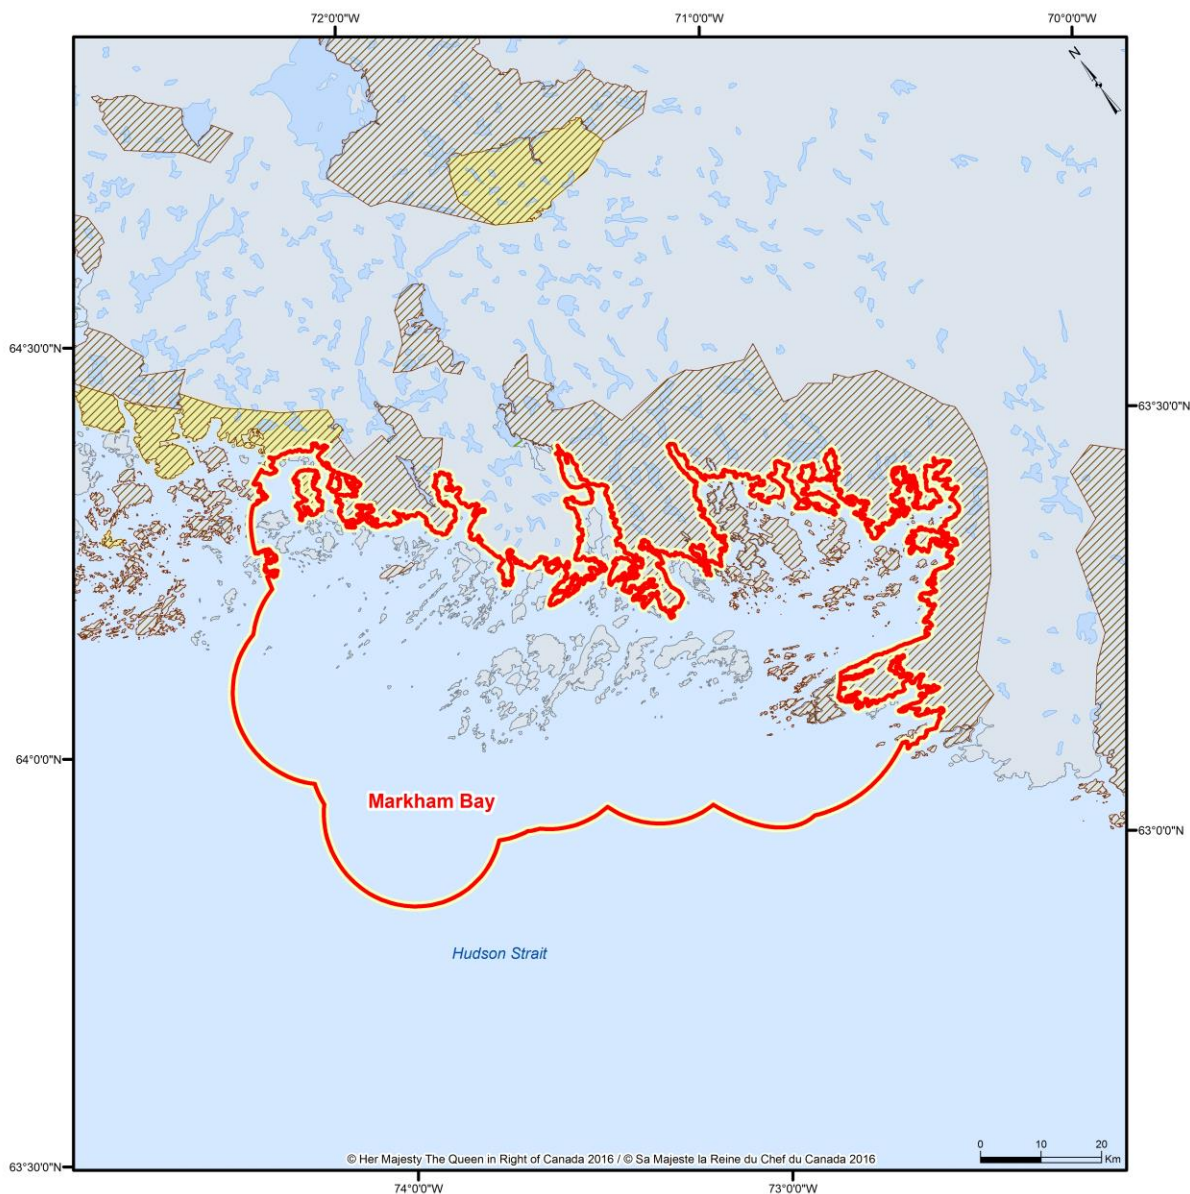 72°0'0"W
71°0'0"W
70°0'0"W
N
64°30'0"N
63°30'0"N
64°0'0"N
Markham Bay
63°0'0"N
Hudson Strait
0 10 20
Km
© Her Majesty The Queen in Right of Canada 2016 / © Sa Majeste la Reine du Chef du Canada 2016
63°30'0"N
74°0'0"W
73°0'0"W